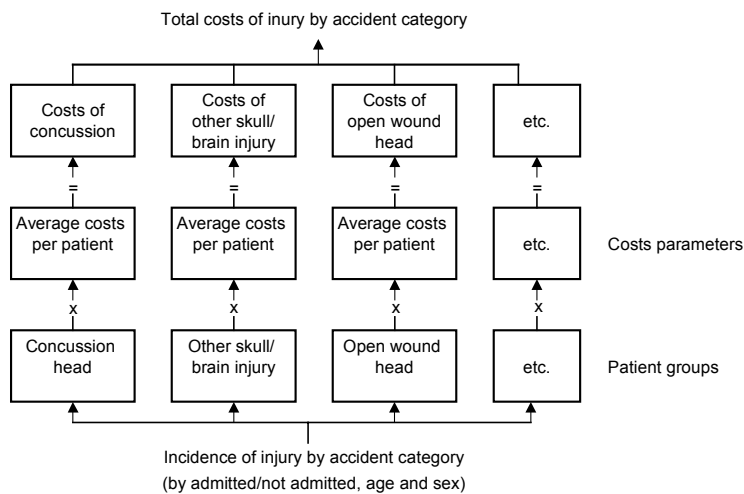 Total costs of inury by accident category
Costs of
concussion
Costs of
other skull/
brain injury
Costs of
open wound
head
etc.
=
=
=
=
Average costs
per patient
Average costs
per patient
Average costs
per patient
etc.
Costs parameters
x
x
x
x
Concussion
head
Other skull/
brain injury
Open wound
head
etc.
Patient groups
Incidence of injury by accident category
(by admitted/not admitted, age and sex)